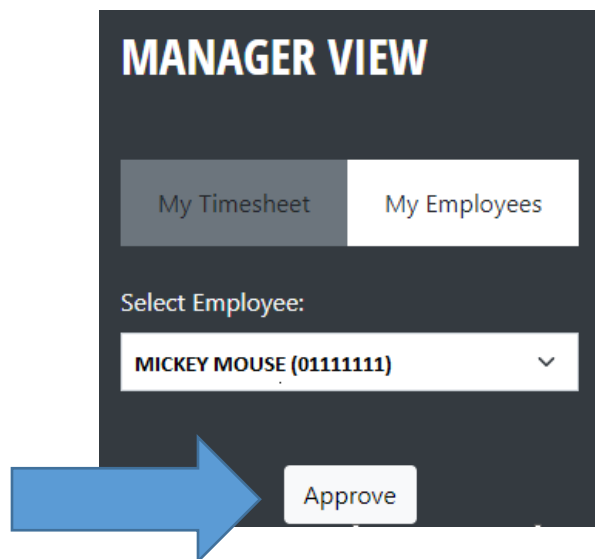 MANAGER VIEW
My Timesheet My Employees
Select Employee:
MICKEY MOUSE (01111111)
Approve